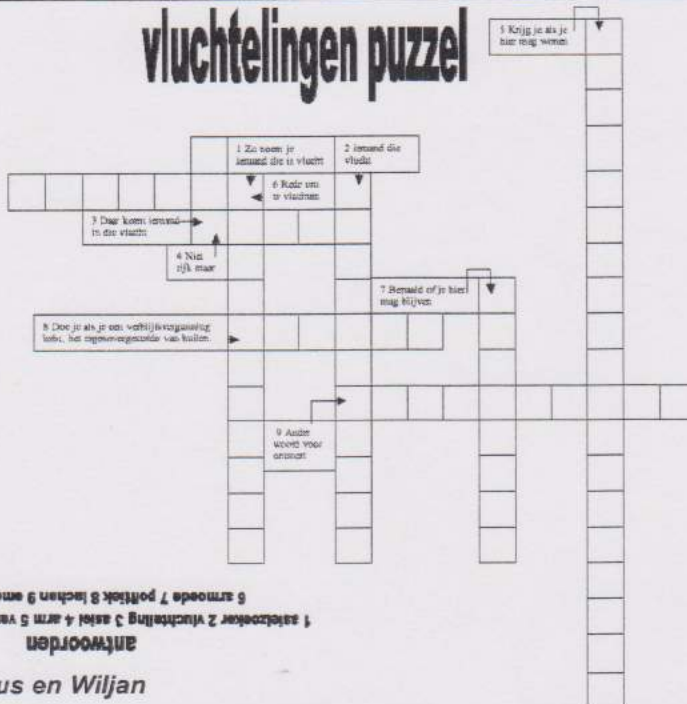 vluchtelingen puzzel
5 Krijg je als je
hier mag wonen
1 Zo noem je
iemand die is vlucht
2 iemand die
vlucht
6 Rede om
te vluchten
3 Daar komt iemand
in die vlucht
4 Niet
rijk maar
7 Bepaald of je hier
mag blijven
8 Doe je als je een verblijfsvergunning
hebt, het tegenovergestelde van huilen.
9 Ander
woord voor
antwoorden
1 asielzoeker 2 vluchteling 3 asiel 4 arm 5
6 armoede 7 politiek 8 lachen 9
us en Wiljan